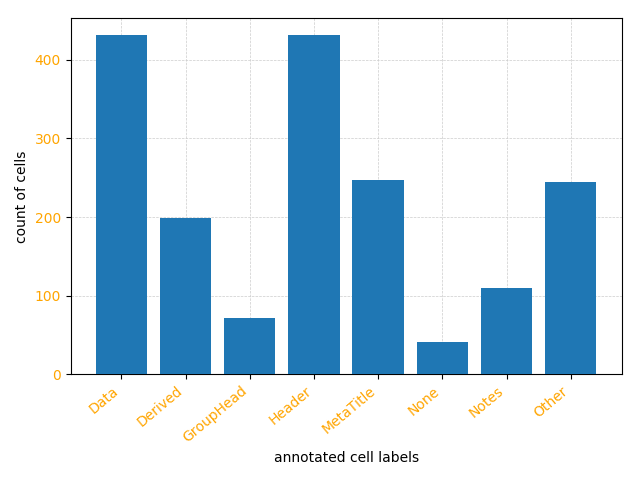 count of cells
400
300
200
100
0
Data
Derived
GroupHead
Header
MetaTitle
None
Notes
Other
annotated cell labels